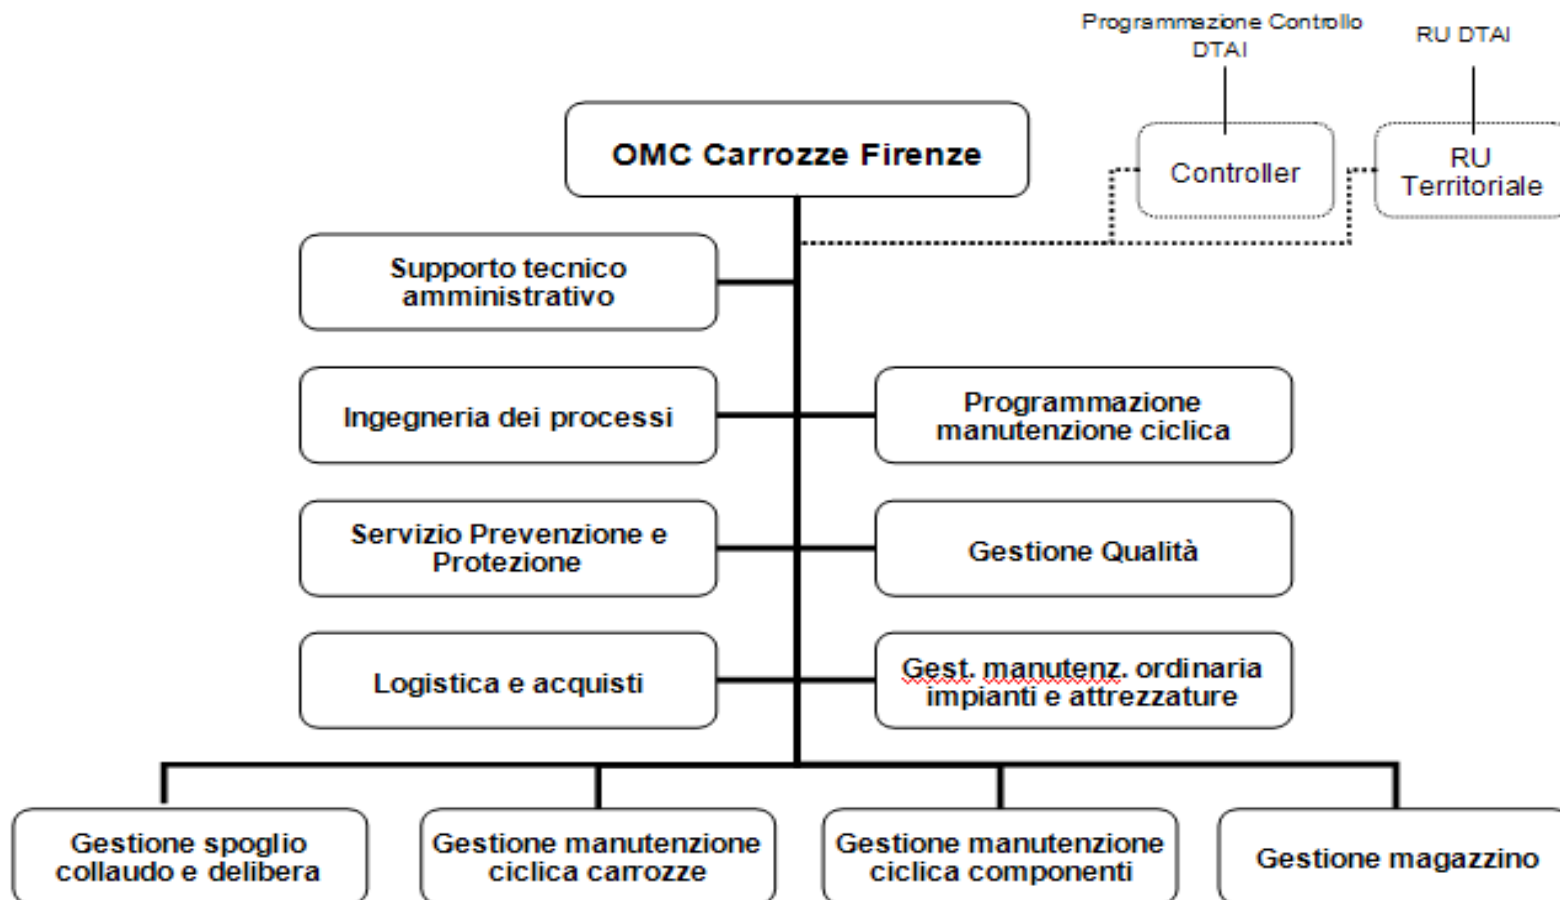 Programmazione Controllo
DTAI
RU DTAI
OMC Carrozze Firenze
Controller
RU
Territoriale
Supporto tecnico
amministrativo
Ingegneria dei processi
Programmazione
manutenzione ciclica
Servizio Prevenzione e
Protezione
Gestione Qualità
Logistica e acquisti
Gest. manutenz. ordinaria
impianti e attrezzature
Gestione spoglio
collaudo e delibera
Gestione manutenzione
ciclica carrozze
Gestione manutenzione
ciclica componenti
Gestione magazzino